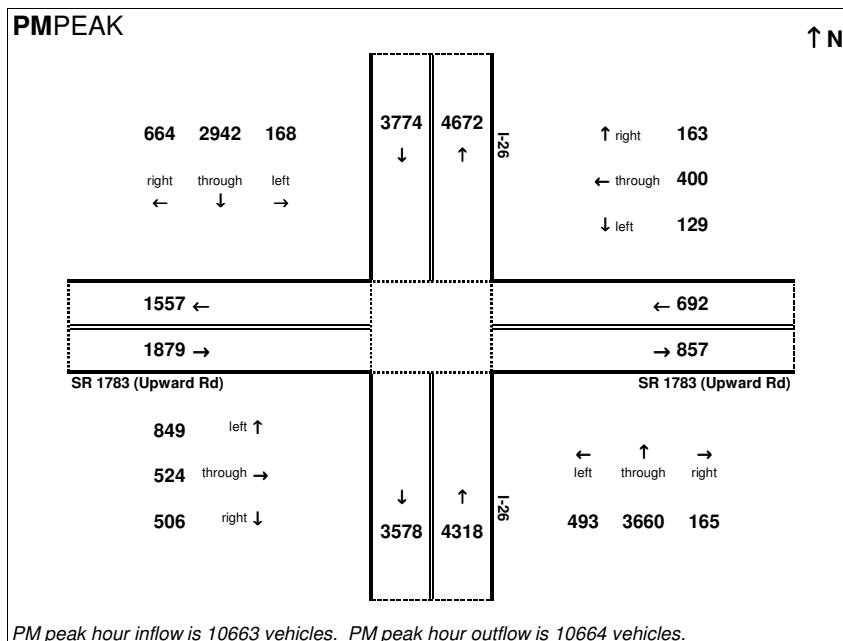 PMPEAK
↑ N
664 2942 168
right through left
← ↓ →
3774 4672
↓ ↑
I-26
↑ right 163
← through 400
↓ left 129
1557 ←
← 692
1879 →
→ 857
SR 1783 (Upward Rd)
SR 1783 (Upward Rd)
849 left ↑
524 through →
506 right ↓
↓ ↑
3578 4318
I-26
← ↑ →
left through right
493 3660 165
PM peak hour inflow is 10663 vehicles. PM peak hour outflow is 10664 vehicles.